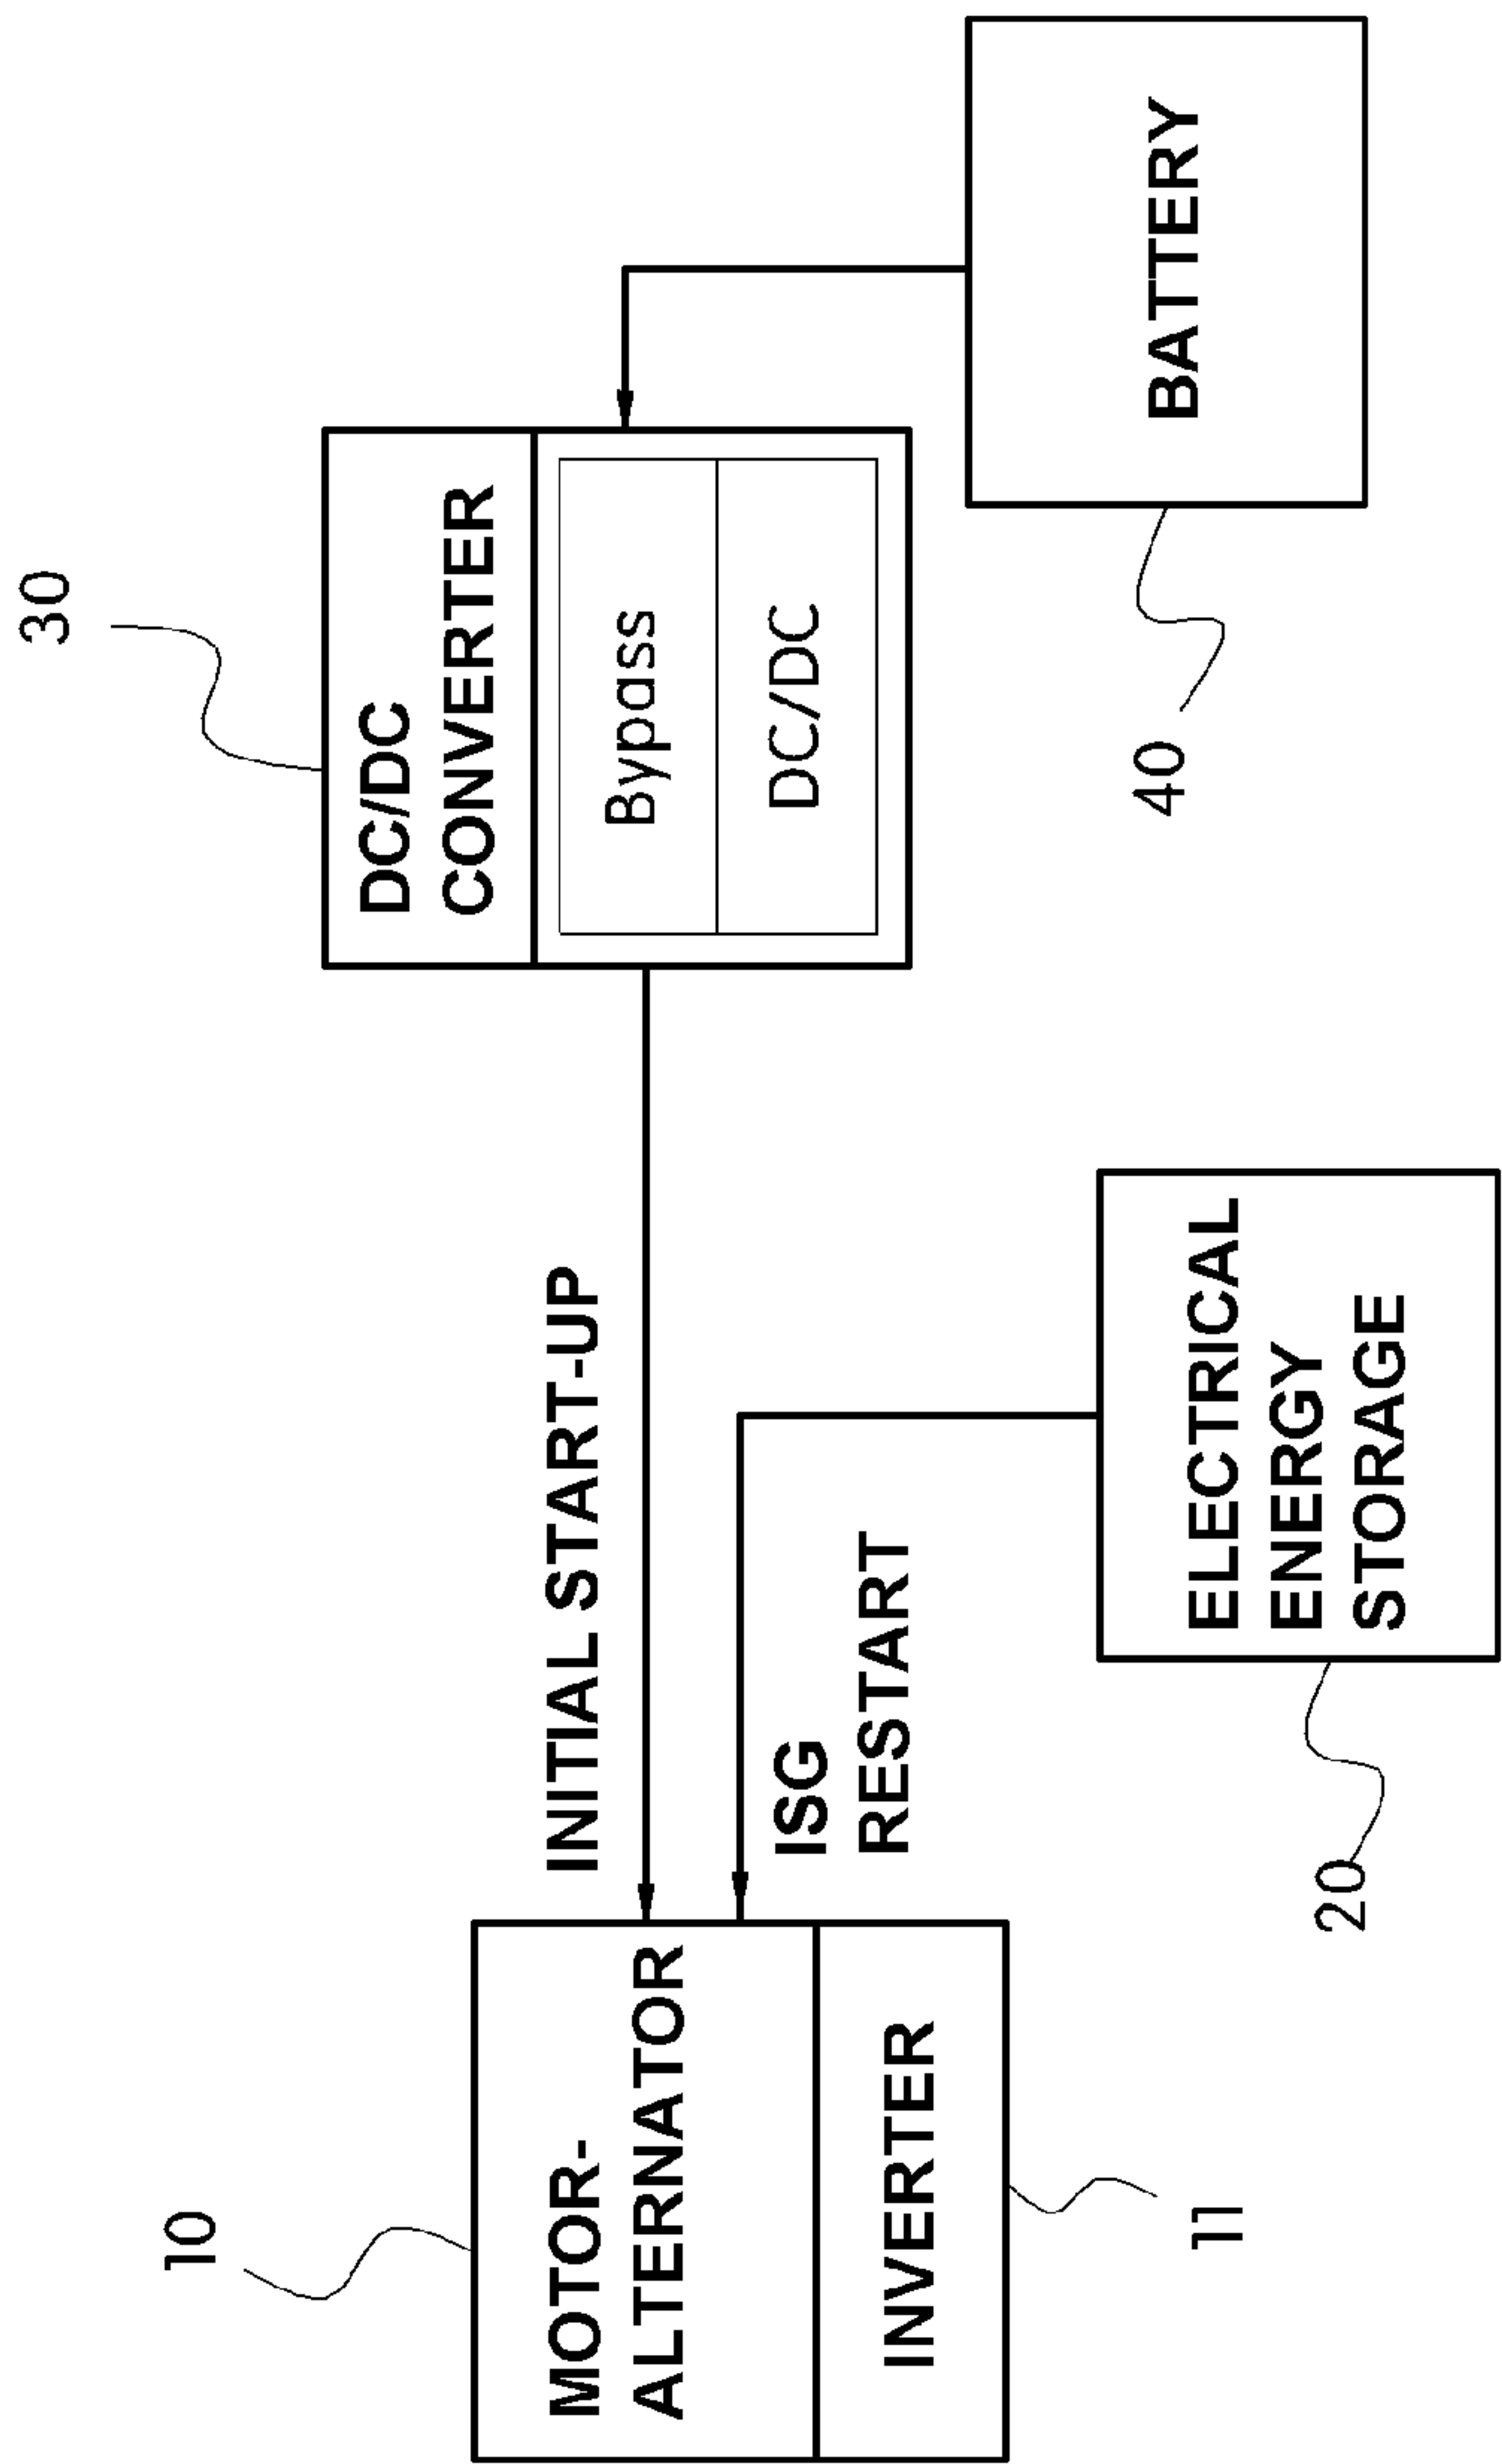 10
MOTOR-
ALTERNATOR
INVERTER
11
INITIAL START-UP
ISG
RESTART
30
DC/DC
CONVERTER
Bypass
DC/DC
ELECTRICAL
ENERGY
STORAGE
20
BATTERY
40